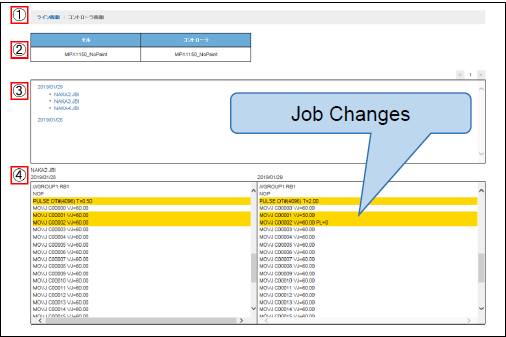 ①
ライン画面 コントローラ画面
②
セル コントローラ
MPX1150_NoPaint MPX1150_NoPaint
< 1 >
③
2019/01/29
• NAKA2.JBI
• NAKA3.JBI
• NAKA4.JBI
2019/01/28
Job Changes
④
NAKA2.JBI
2019/01/28
///GROUP1 RB1
NOP
PULSE OT#(4096) T=0.50
MOVJ C00000 VJ=60.00
MOVJ C00001 VJ=60.00
MOVJ C00002 VJ=60.00
MOVJ C00003 VJ=60.00
MOVJ C00004 VJ=60.00
MOVJ C00005 VJ=60.00
MOVJ C00006 VJ=60.00
MOVJ C00007 VJ=60.00
MOVJ C00008 VJ=60.00
MOVJ C00009 VJ=60.00
MOVJ C00010 VJ=60.00
MOVJ C00011 VJ=60.00
MOVJ C00012 VJ=60.00
MOVJ C00013 VJ=60.00
MOVJ C00014 VJ=60.00
MOVJ C00015 VJ=60.00
2019/01/29
///GROUP1 RB1
NOP
PULSE OT#(4096) T=2.00
MOVJ C00000 VJ=60.00
MOVJ C00001 VJ=50.00
MOVJ C00002 VJ=60.00 PL=0
MOVJ C00003 VJ=60.00
MOVJ C00004 VJ=60.00
MOVJ C00005 VJ=60.00
MOVJ C00006 VJ=60.00
MOVJ C00007 VJ=60.00
MOVJ C00008 VJ=60.00
MOVJ C00009 VJ=60.00
MOVJ C00010 VJ=60.00
MOVJ C00011 VJ=60.00
MOVJ C00012 VJ=60.00
MOVJ C00013 VJ=60.00
MOVJ C00014 VJ=60.00
MOVJ C00015 VJ=60.00